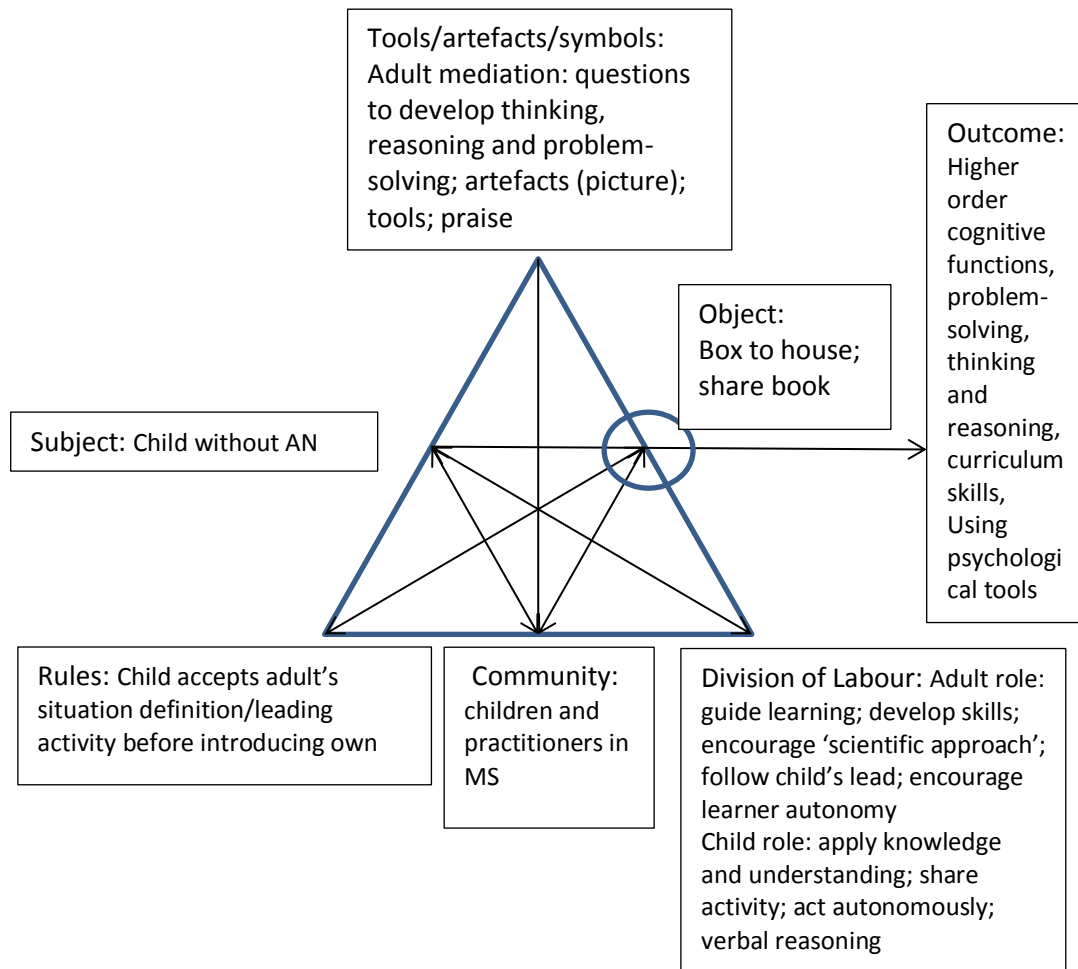 Tools/artefacts/symbols:
Adult mediation: questions
to develop thinking,
reasoning and problem-
solving; artefacts (picture);
tools; praise
Outcome:
Higher
order
cognitive
functions,
problem-
solving,
thinking
and
reasoning,
curriculum
skills,
Using
psychologi
cal tools
Object:
Box to house;
share book
Subject: Child without AN
Rules: Child accepts adult’s
situation definition/leading
activity before introducing own
Community:
children and
practitioners in
MS
Division of Labour: Adult role:
guide learning; develop skills;
encourage ‘scientific approach’;
follow child’s lead; encourage
learner autonomy
Child role: apply knowledge
and understanding; share
activity; act autonomously;
verbal reasoning